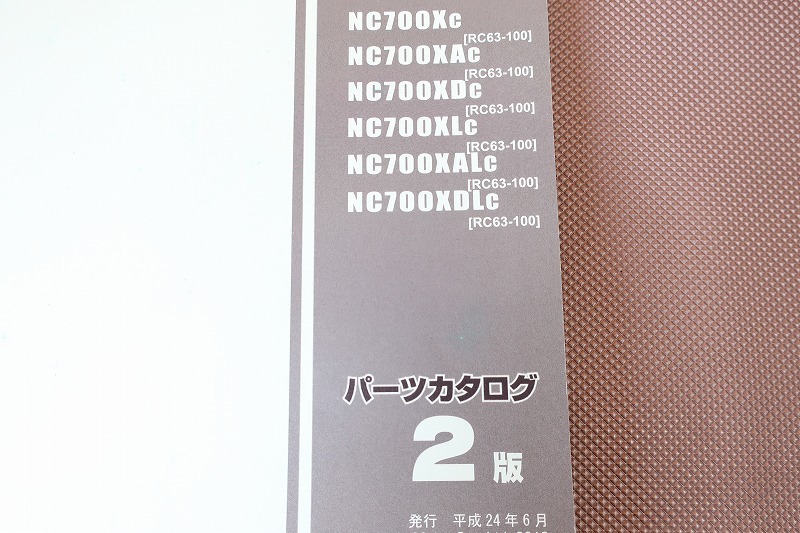 NC700Xc
[RC63-100]
NC700XAc
[RC63-100]
NC700XDc
[RC63-100]
NC700XLc
[RC63-100]
NC700XALc
[RC63-100]
NC700XDLc
[RC63-100]
パーツカタログ
2版
発行 平成24年6月